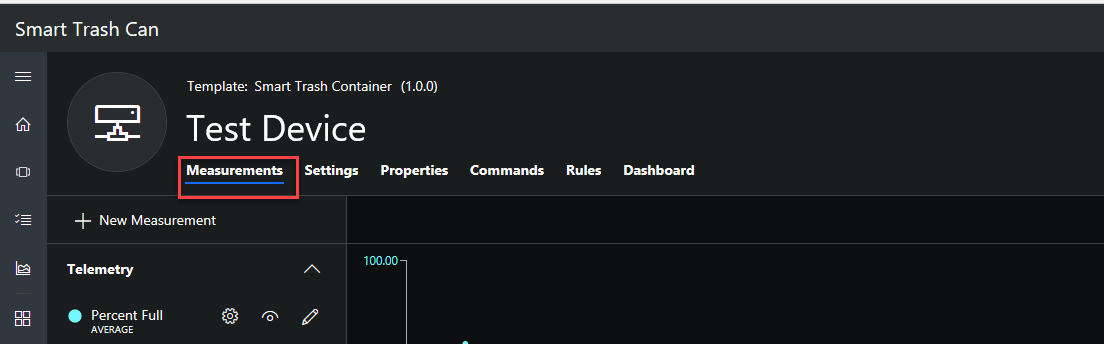 Smart Trash Can
Template: Smart Trash Container (1.0.0)
Test Device
Measurements Settings Properties Commands Rules Dashboard
New Measurement
100.00
Telemetry
Percent Full
AVERAGE